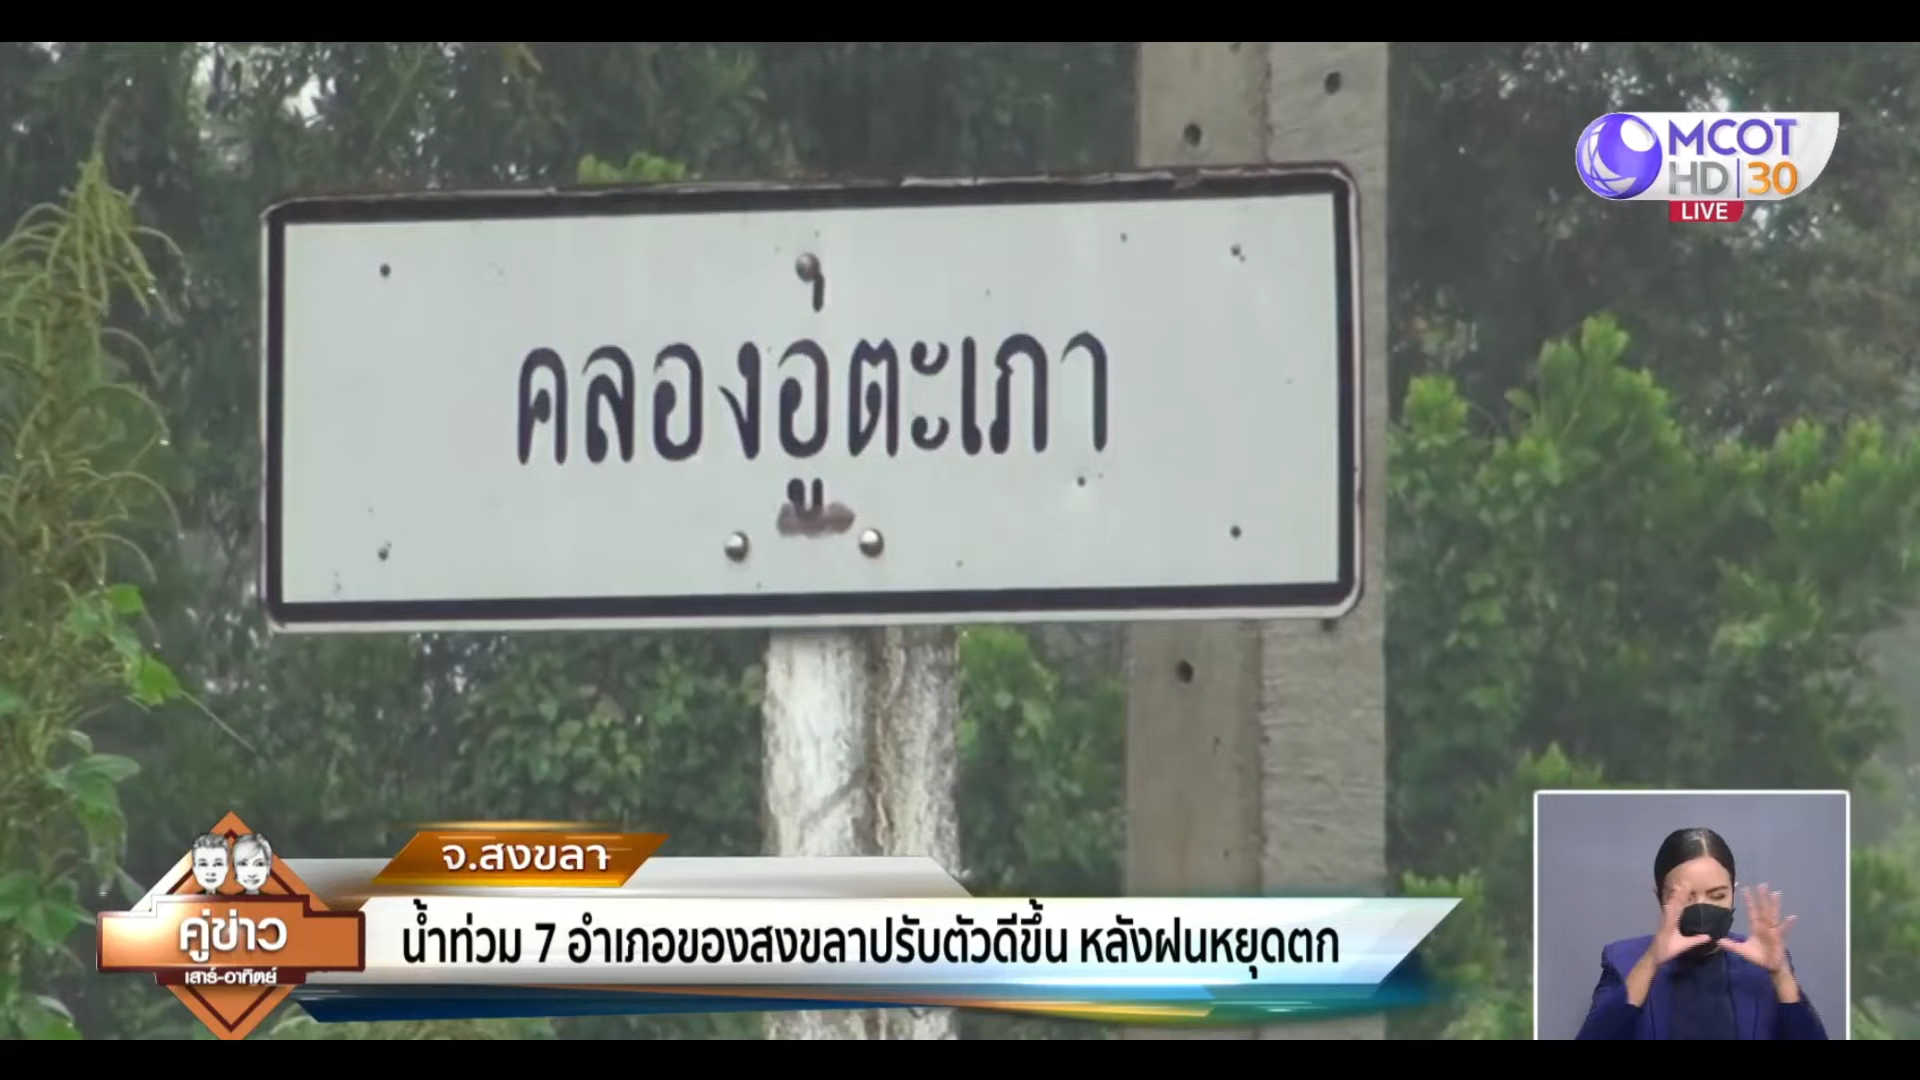 MCOT
HD 30
LIVE
คลองอู่ตะเภา
จ.สงขลา
คู่ข่าว
เสาร์-อาทิตย์
น้ำท่วม 7 อำเภอของสงขลาปรับตัวดีขึ้น หลังฝนหยุดตก